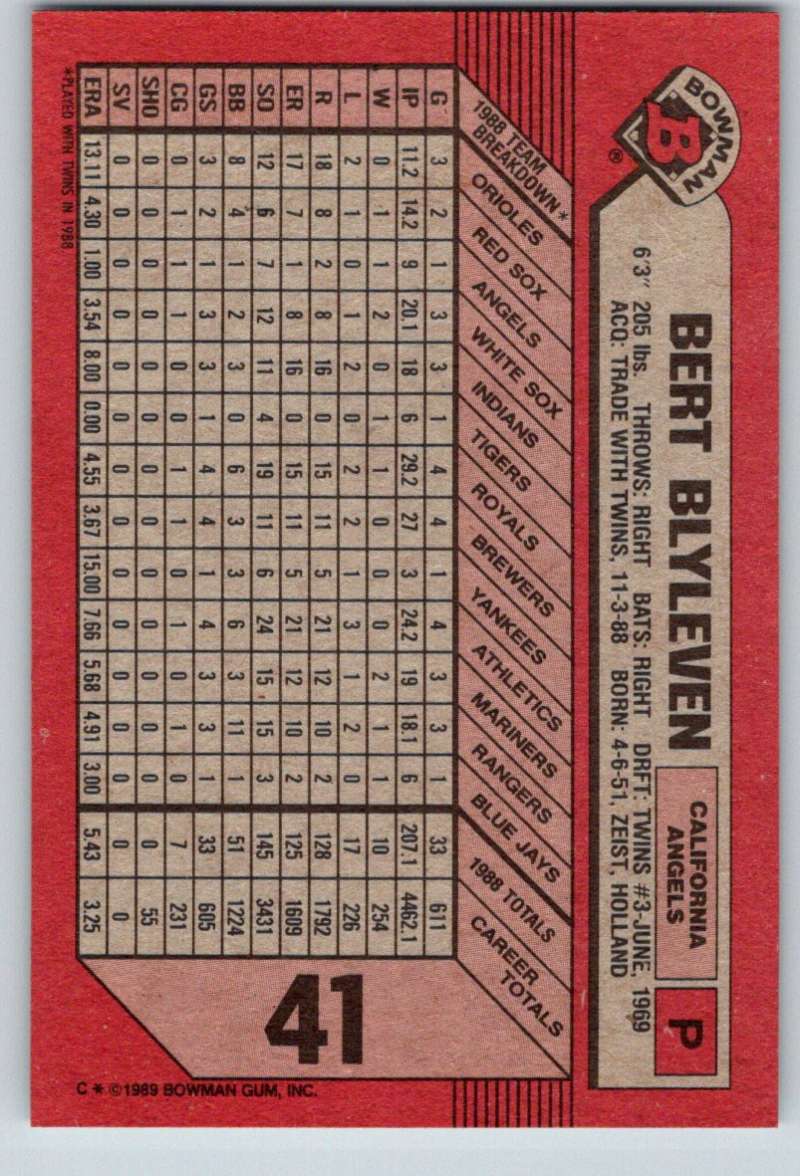 BOWMAN
B
®
BERT BLYLEVEN
CALIFORNIA
ANGELS
P
6'3" 205 lbs. THROWS: RIGHT BATS: RIGHT DRFT: TWINS #3-JUNE, 1969
ACQ: TRADE WITH TWINS, 11-3-88 BORN: 4-6-51, ZEIST, HOLLAND
1988 TEAM
BREAKDOWN*
ORIOLES
RED SOX
ANGELS
WHITE SOX
INDIANS
TIGERS
ROYALS
BREWERS
YANKEES
ATHLETICS
MARINERS
RANGERS
BLUE JAYS
1988 TOTALS
CAREER
TOTALS
G 3 2 1 3 3 1 4 4 1 4 3 3 1 33 611
IP 11.2 14.2 9 20.1 18 6 29.2 27 3 24.2 19 18.1 6 207.1 4462.1
W 0 1 1 2 0 1 1 0 0 0 2 1 1 10 254
L 2 1 0 1 2 0 2 2 1 3 1 2 0 17 226
R 18 8 2 8 16 0 15 11 5 21 12 10 2 128 1792
ER 17 7 1 8 16 0 15 11 5 21 12 10 2 125 1609
SO 12 6 7 12 11 4 19 11 6 24 15 15 3 145 3431
BB 8 4 1 2 3 0 6 3 3 6 3 11 1 51 1224
GS 3 2 1 3 3 1 4 4 1 4 3 3 1 33 605
CG 0 1 1 1 0 0 1 1 0 1 0 1 0 7 231
SHO 0 0 0 0 0 0 0 0 0 0 0 0 0 0 55
SV 0 0 0 0 0 0 0 0 0 0 0 0 0 0 0
ERA 13.11 4.30 1.00 3.54 8.00 0.00 4.55 3.67 15.00 7.66 5.68 4.91 3.00 5.43 3.25
*PLAYED WITH TWINS IN 1988
41
C * ©1989 BOWMAN GUM, INC.